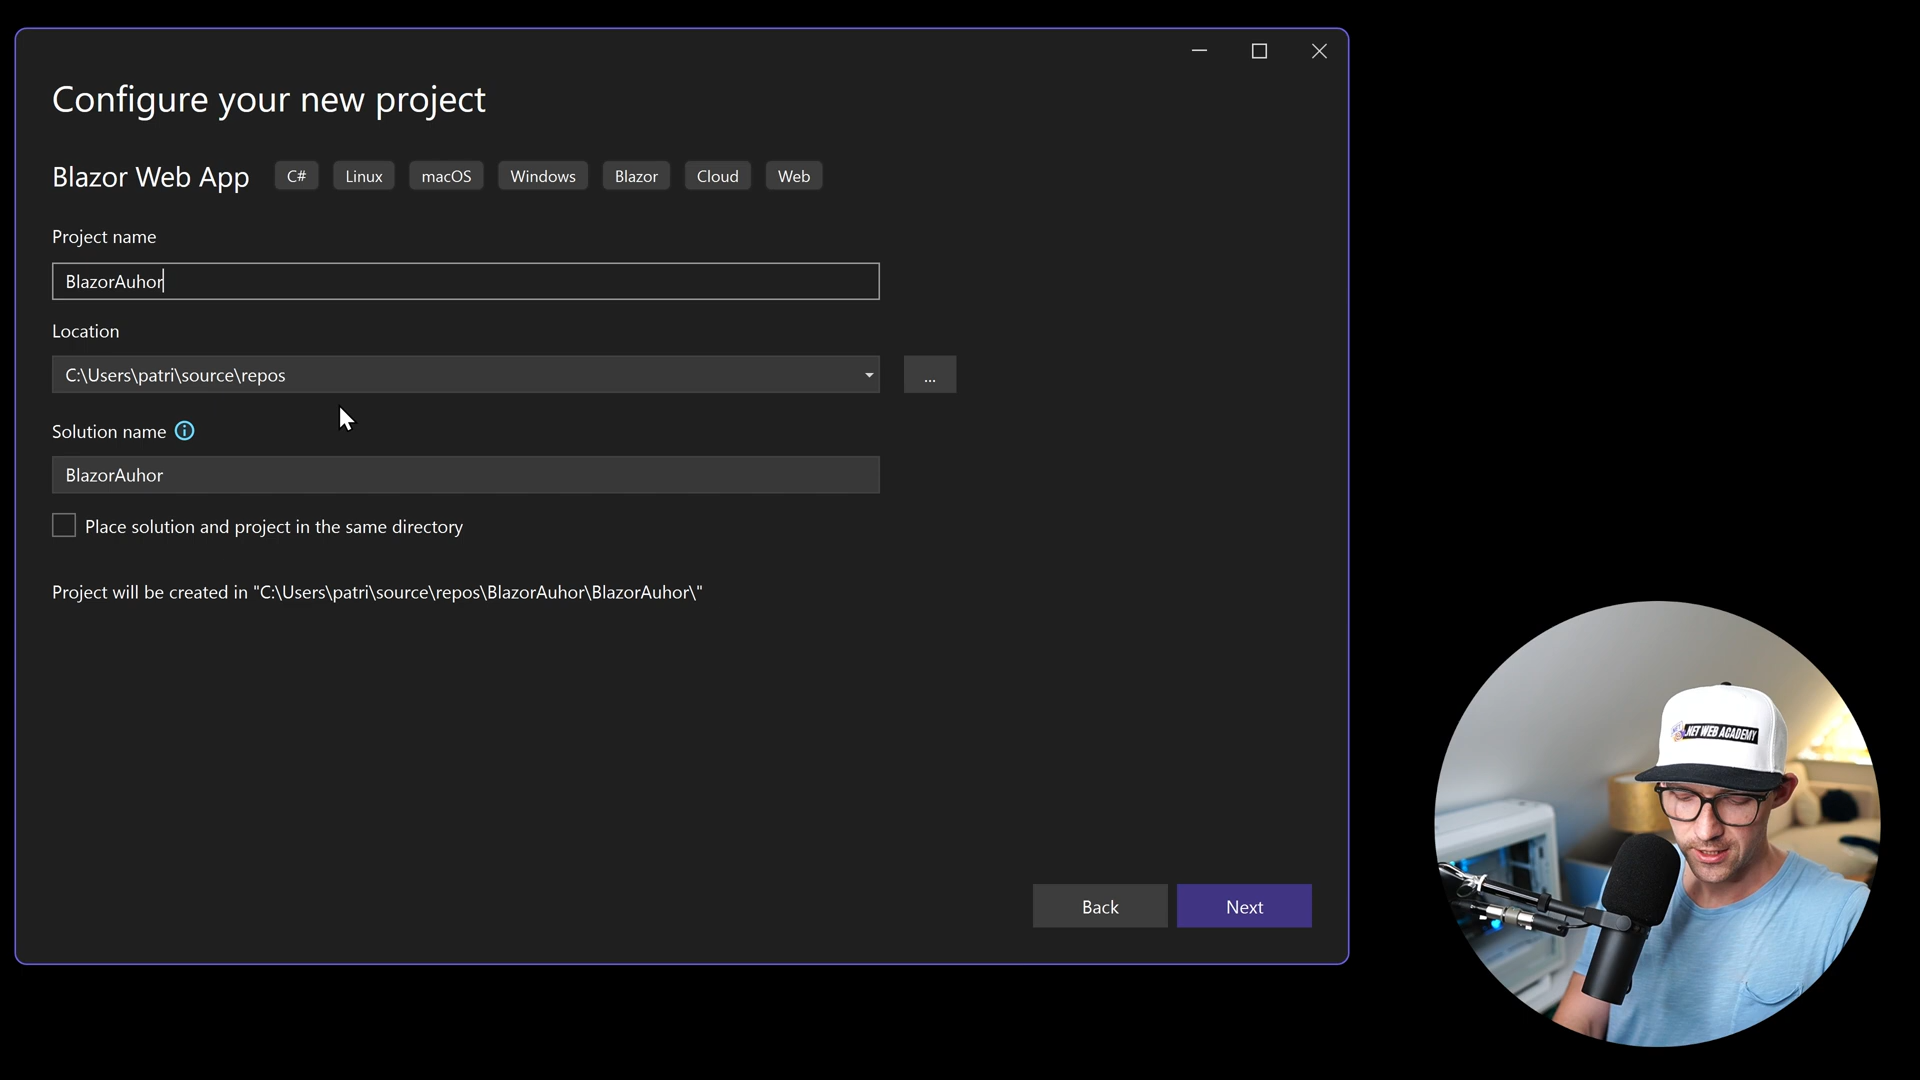 Configure your new project
Blazor Web App C# Linux macOS Windows Blazor Cloud Web
Project name
BlazorAuhor
Location
C:\Users\patri\source\repos
...
Solution name
BlazorAuhor
Place solution and project in the same directory
Project will be created in "C:\Users\patri\source\repos\BlazorAuhor\BlazorAuhor\"
Back Next
.NET WEB ACADEMY